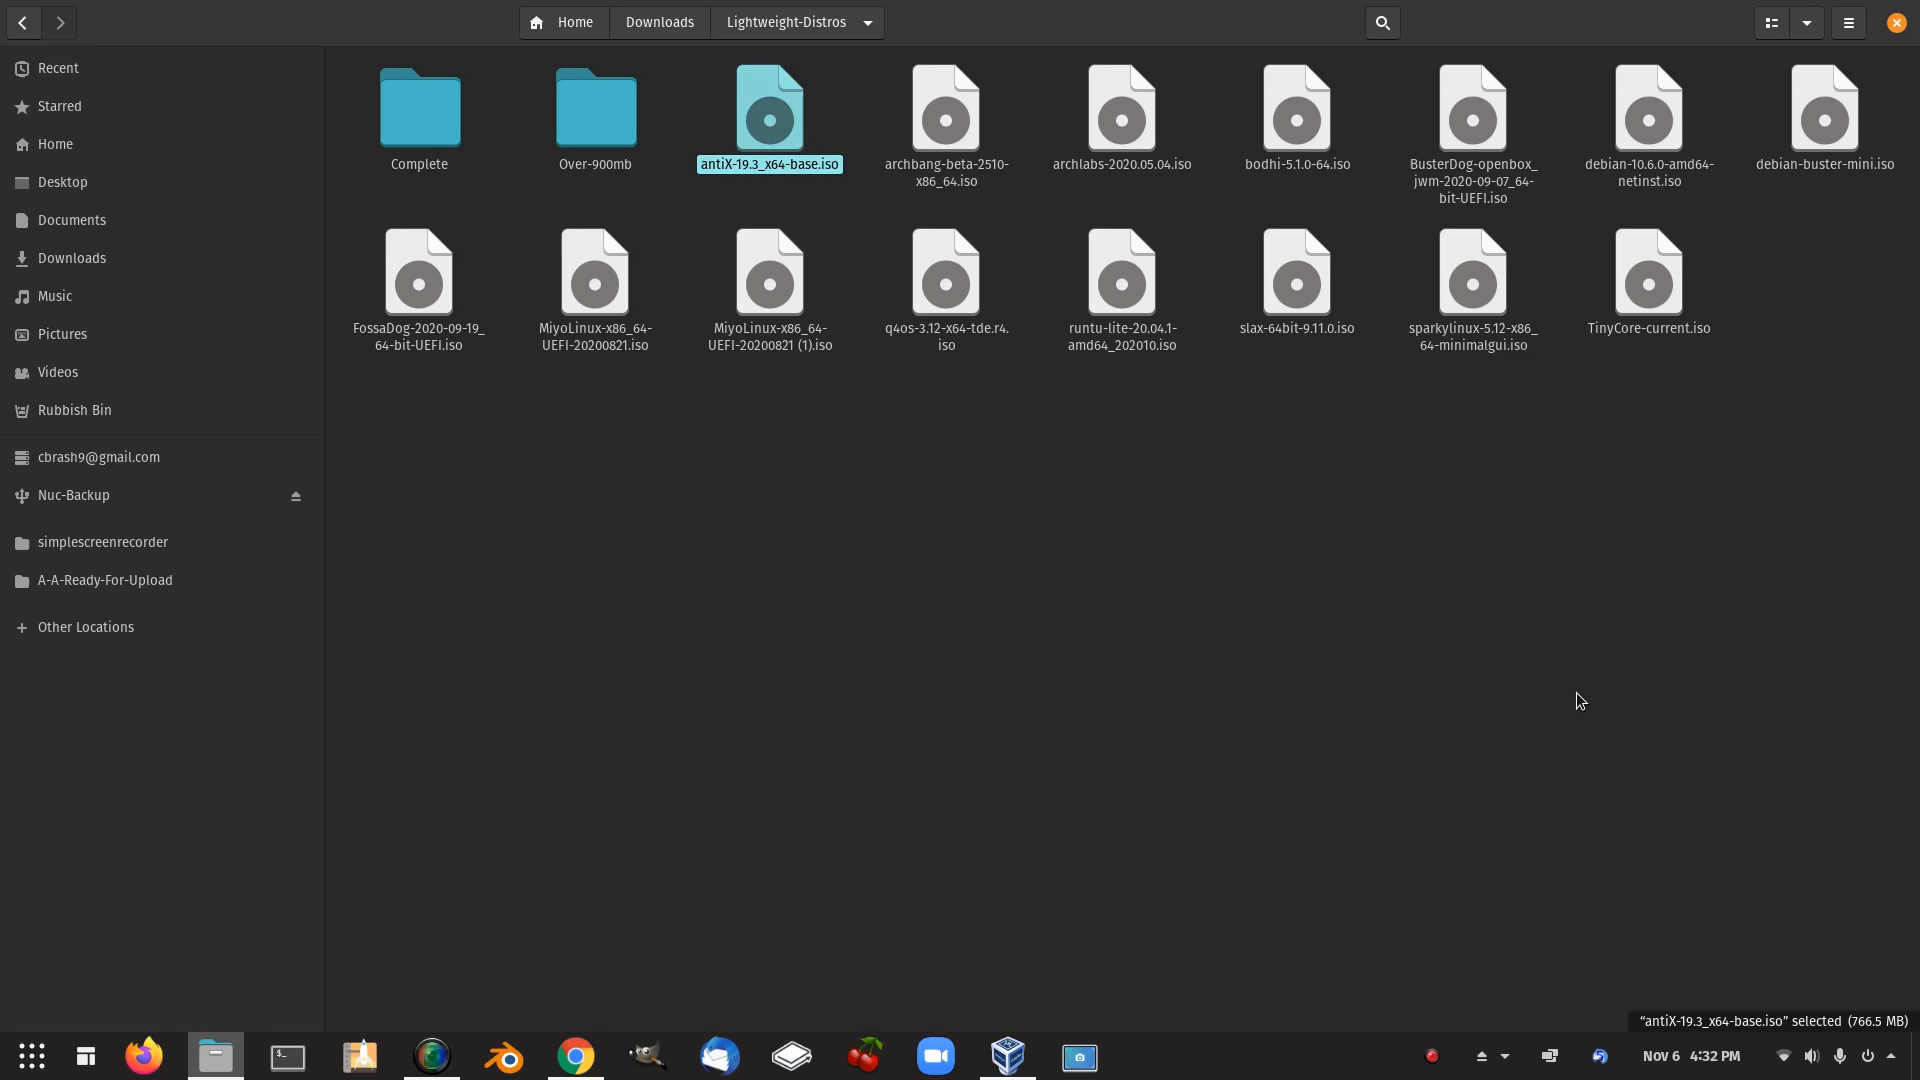 Home
Downloads
Lightweight-Distros
Recent
Starred
Home
Desktop
Documents
Downloads
Music
Pictures
Videos
Rubbish Bin
cbrash9@gmail.com
Nuc-Backup
simplescreenrecorder
A-A-Ready-For-Upload
Other Locations
Complete
Over-900mb
antiX-19.3_x64-base.iso
archbang-beta-2510-
x86_64.iso
archlabs-2020.05.04.iso
bodhi-5.1.0-64.iso
BusterDog-openbox_
jwm-2020-09-07_64-
bit-UEFI.iso
debian-10.6.0-amd64-
netinst.iso
debian-buster-mini.iso
FossaDog-2020-09-19_
64-bit-UEFI.iso
MiyoLinux-x86_64-
UEFI-20200821.iso
MiyoLinux-x86_64-
UEFI-20200821 (1).iso
q4os-3.12-x64-tde.r4.
iso
runtu-lite-20.04.1-
amd64_202010.iso
slax-64bit-9.11.0.iso
sparkylinux-5.12-x86_
64-minimalgui.iso
TinyCore-current.iso
“antiX-19.3_x64-base.iso” selected (766.5 MB)
$_
Nov 6 4:32 PM